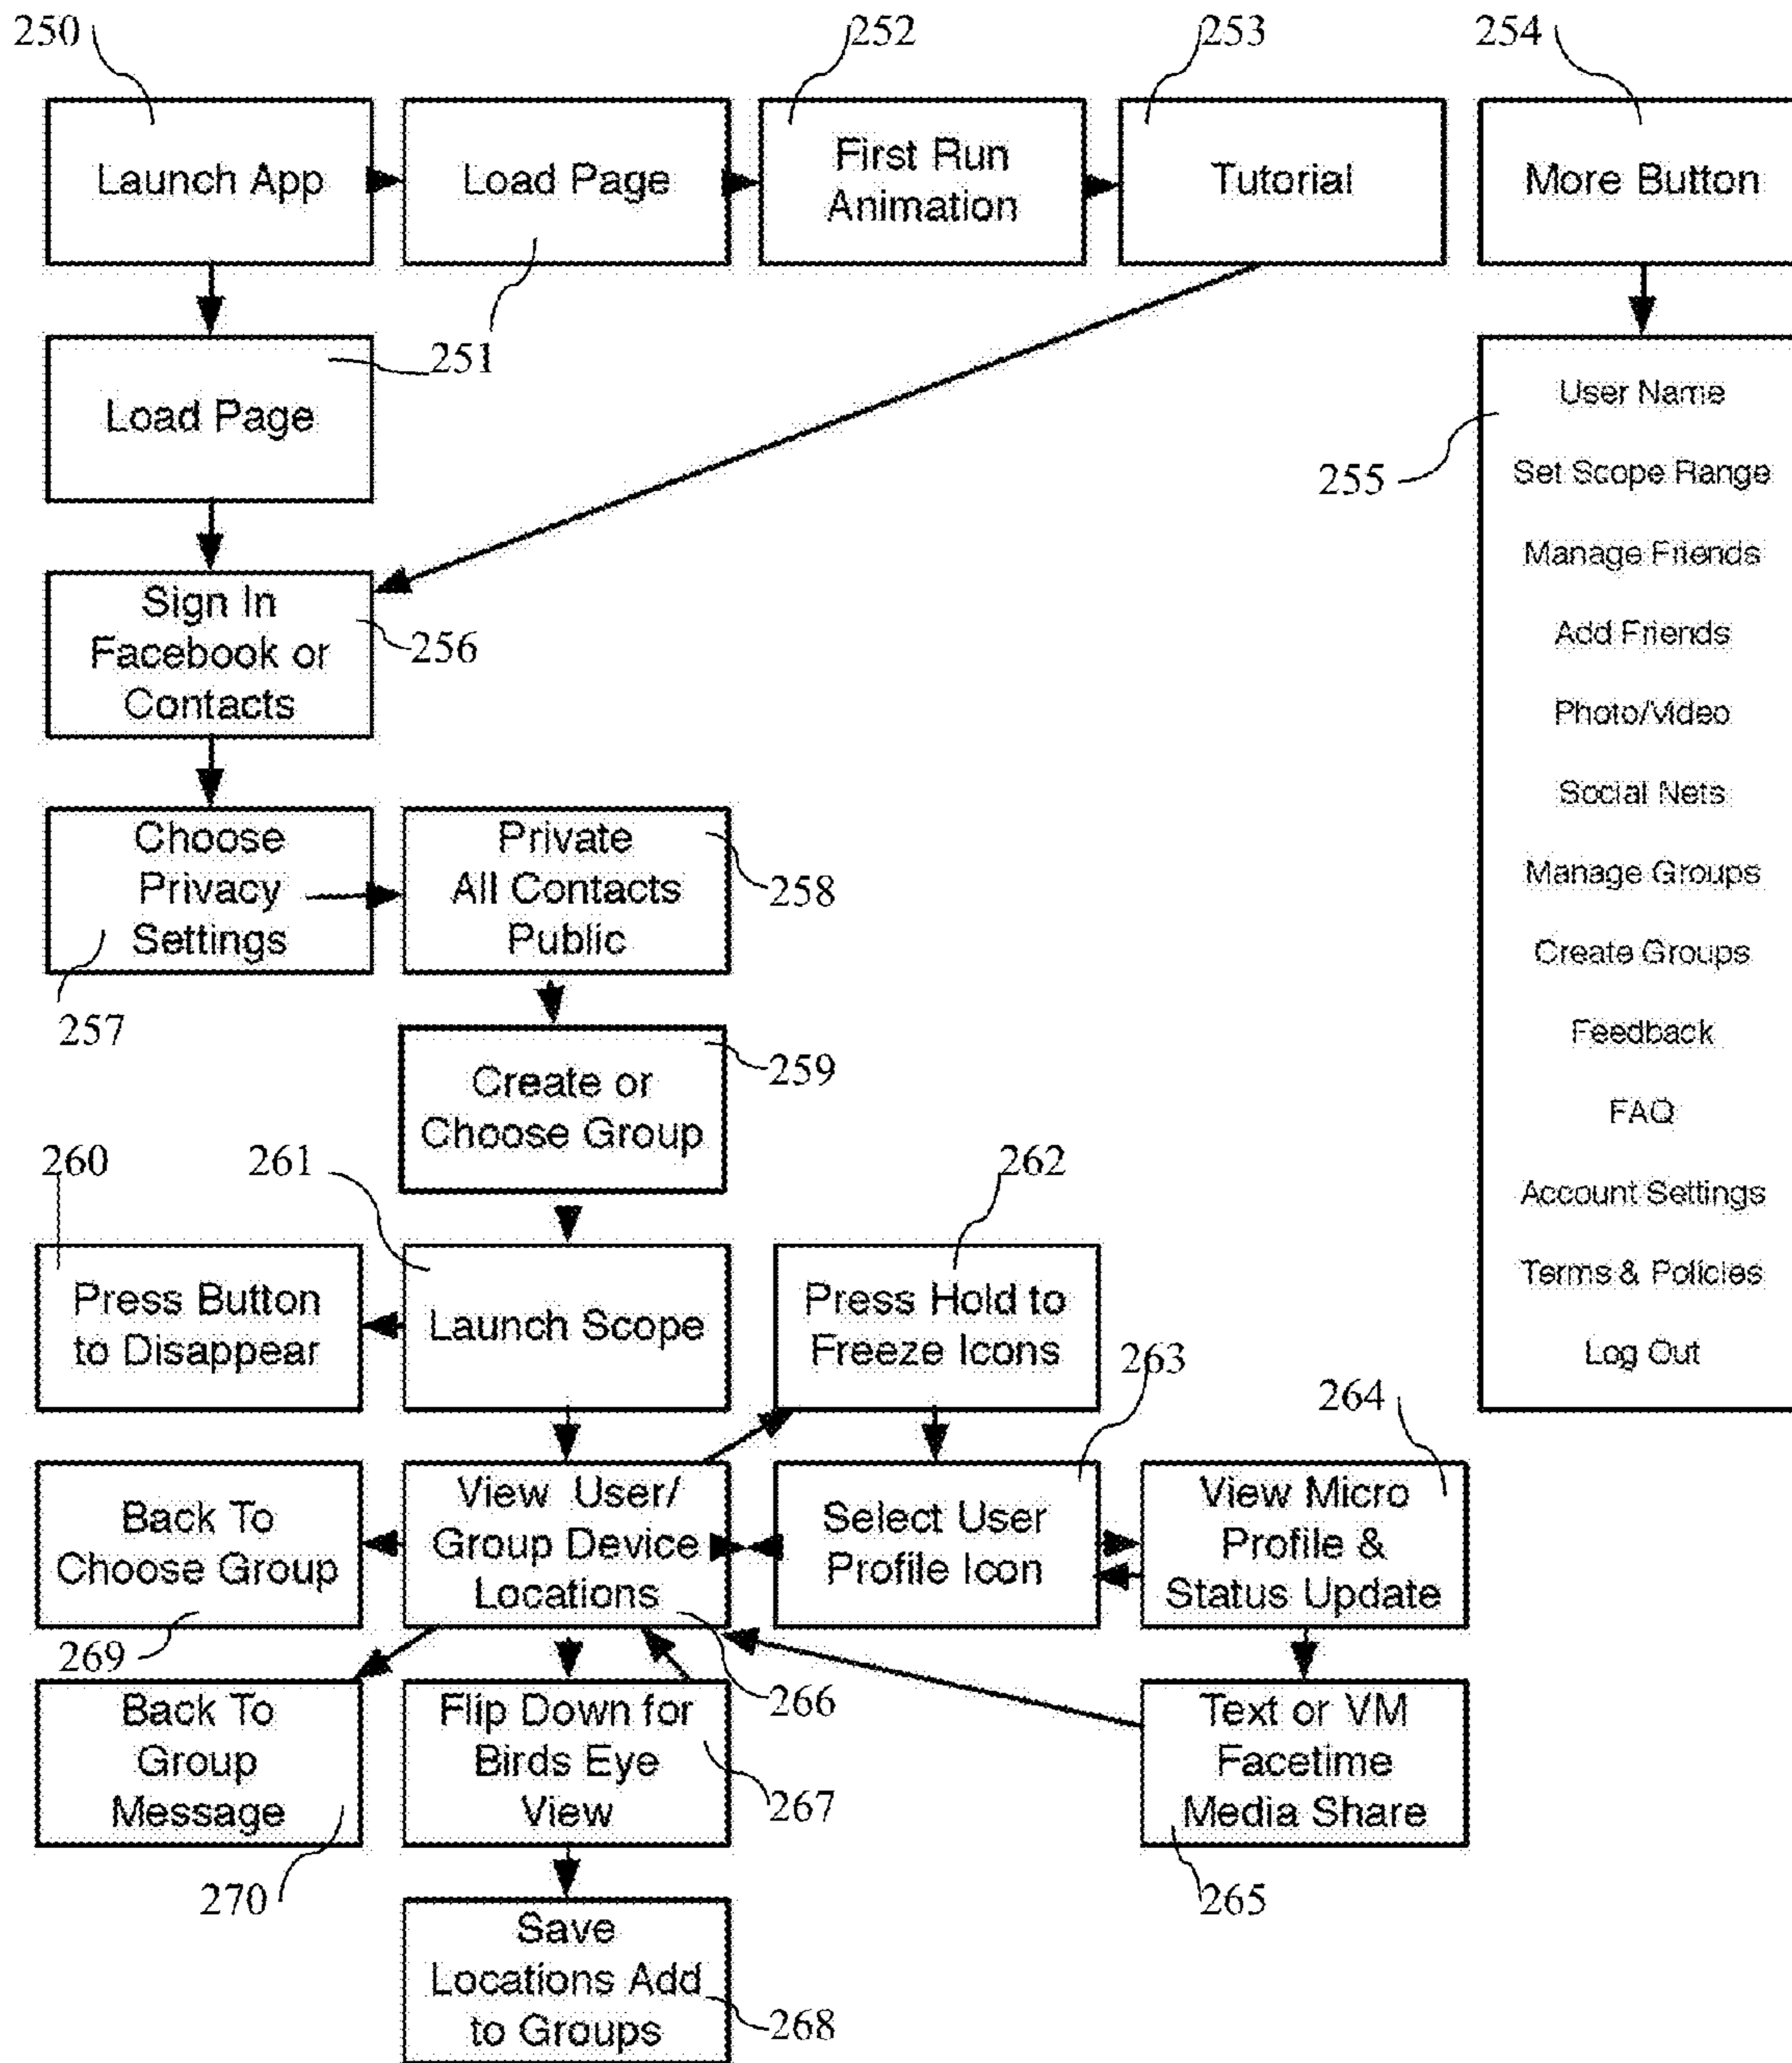 250
252
253
254
Launch App
Load Page
First Run
Animation
Tutorial
More Button
251
Load Page
255
User Name
Set Scope Range
Manage Friends
Add Friends
Photo/Video
Social Nets
Manage Groups
Create Groups
Feedback
FAQ
Account Settings
Terms & Policies
Log Out
Sign In
Facebook or
Contacts
256
Choose
Privacy
Settings
257
Private
All Contacts
Public
258
Create or
Choose Group
259
260
261
262
Press Button
to Disappear
Launch Scope
Press Hold to
Freeze Icons
263
264
Back To
Choose Group
269
View User/
Group Device
Locations
266
Select User
Profile Icon
View Micro
Profile &
Status Update
Back To
Group
Message
270
Flip Down for
Birds Eye
View
267
Text or VM
Facetime
Media Share
265
Save
Locations Add
to Groups
268